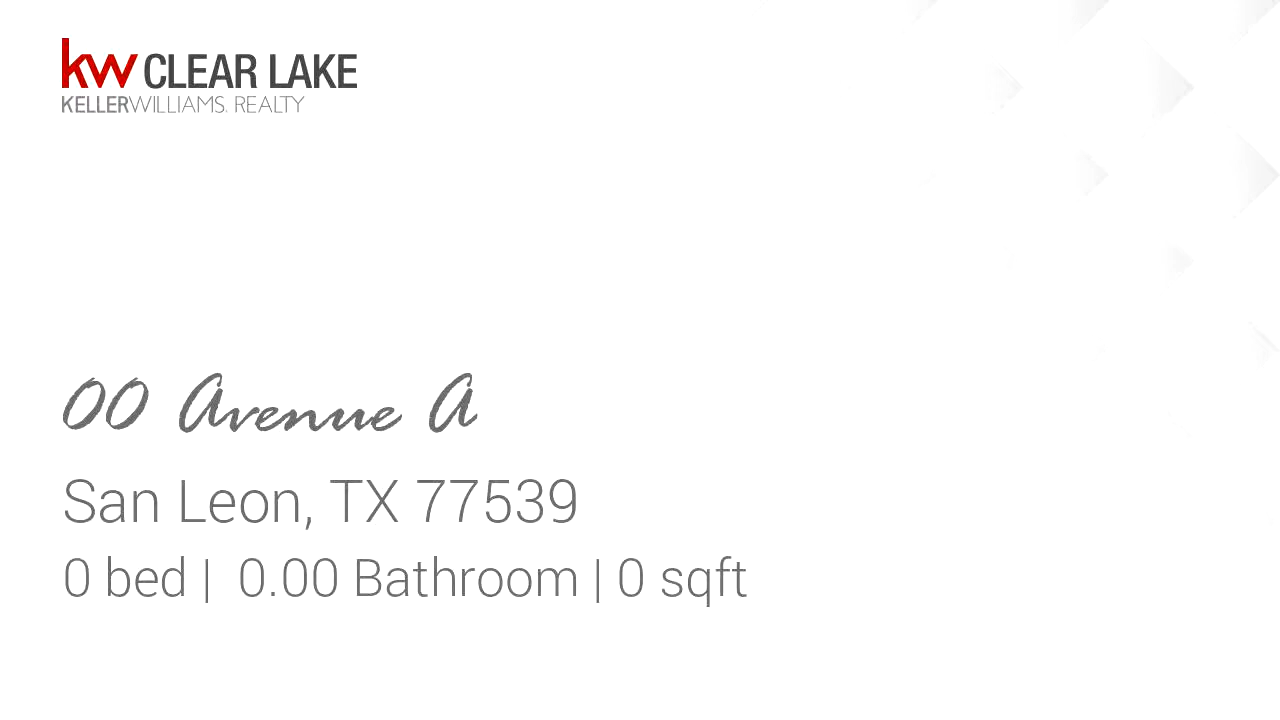 kw CLEAR LAKE
KELLERWILLIAMS. REALTY
00 Avenue A
San Leon, TX 77539
0 bed | 0.00 Bathroom | 0 sqft